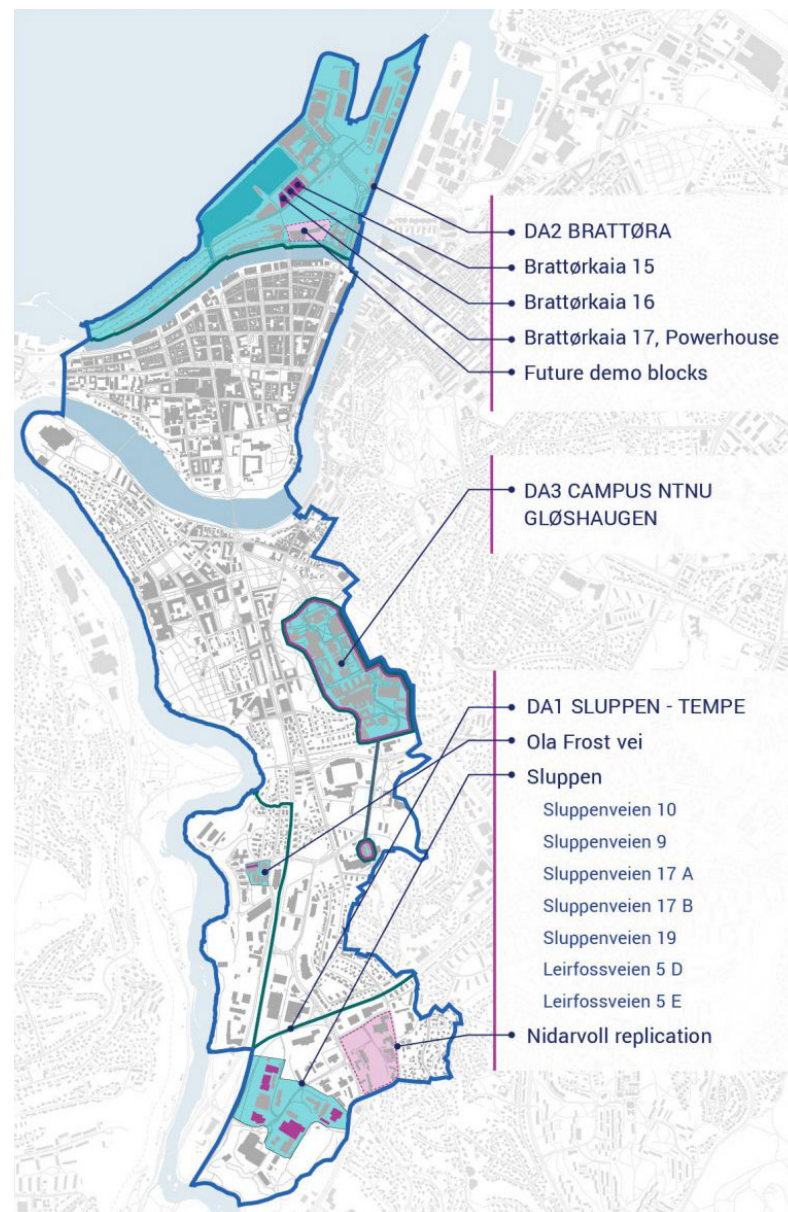 DA2 BRATTØRA
Brattørkaia 15
Brattørkaia 16
Brattørkaia 17, Powerhouse
Future demo blocks
DA3 CAMPUS NTNU
GLØSHAUGEN
DA1 SLUPPEN - TEMPE
Ola Frost vei
Sluppen
Sluppenveien 10
Sluppenveien 9
Sluppenveien 17 A
Sluppenveien 17 B
Sluppenveien 19
Leirfossveien 5 D
Leirfossveien 5 E
Nidarvoll replication